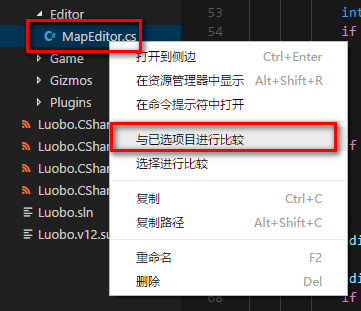 Editor
C# MapEditor.cs
Game
Gizmos
Plugins
Luobo.CShar
Luobo.CShar
Luobo.CShar
Luobo.CShar
Luobo.sln
Luobo.v12.su
打开到侧边 Ctrl+Enter
在资源管理器中显示 Alt+Shift+R
在命令提示符中打开
与已选项目进行比较
选择进行比较
复制 Ctrl+C
复制路径 Alt+Shift+C
重命名 F2
删除 Del
53 int
54 if
if
di
di
68 if